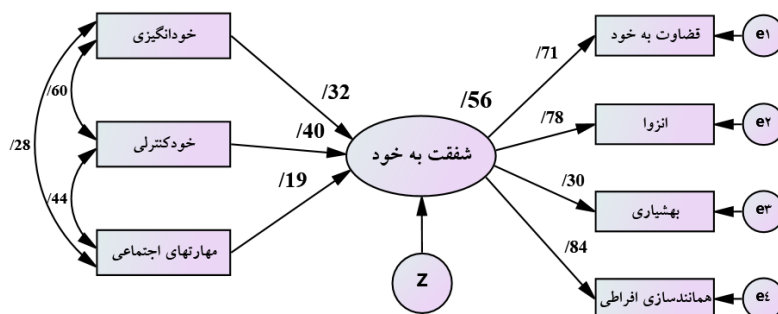 خودانگیزی
خودکنترلی
مهارتهای اجتماعی
/60
/28
/44
/32
/40
/19
شفقت به خود
/56
Z
/71
/78
/30
/84
قضاوت به خود
انزوا
بهشیاری
همانندسازی افراطی
e۱
e۲
e۳
e٤